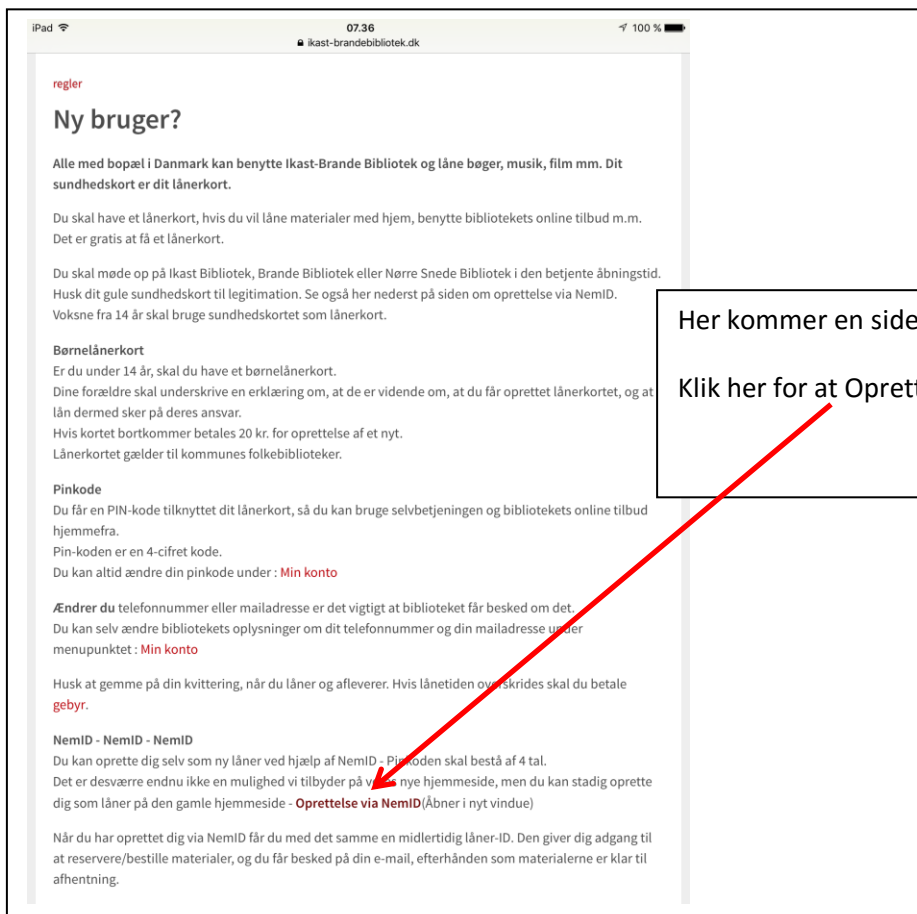 iPad 07.36 100 %
ikast-brandebibliotek.dk
regler
Ny bruger?
Alle med bopæl i Danmark kan benytte Ikast-Brande Bibliotek og låne bøger, musik, film mm. Dit
sundhedskort er dit lånerkort.
Du skal have et lånerkort, hvis du vil låne materialer med hjem, benytte bibliotekets online tilbud m.m.
Det er gratis at få et lånerkort.
Du skal møde op på Ikast Bibliotek, Brande Bibliotek eller Nørre Snede Bibliotek i den betjente åbningstid.
Husk dit gule sundhedskort til legitimation. Se også her nederst på siden om oprettelse via NemID.
Voksne fra 14 år skal bruge sundhedskortet som lånerkort.
Børnelånerkort
Er du under 14 år, skal du have et børnelånerkort.
Dine forældre skal underskrive en erklæring om, at de er vidende om, at du får oprettet lånerkortet, og at
lån dermed sker på deres ansvar.
Hvis kortet bortkommer betales 20 kr. for oprettelse af et nyt.
Lånerkortet gælder til kommunes folkebiblioteker.
Pinkode
Du får en PIN-kode tilknyttet dit lånerkort, så du kan bruge selvbetjeningen og bibliotekets online tilbud
hjemmefra.
Pin-koden er en 4-cifret kode.
Du kan altid ændre din pinkode under : Min konto
Ændrer du telefonnummer eller mailadresse er det vigtigt at biblioteket får besked om det.
Du kan selv ændre bibliotekets oplysninger om dit telefonnummer og din mailadresse under
menupunktet : Min konto
Husk at gemme på din kvittering, når du låner og afleverer. Hvis lånetiden overskrides skal du betale
gebyr.
NemID - NemID - NemID
Du kan oprette dig selv som ny låner ved hjælp af NemID - Pinkoden skal bestå af 4 tal.
Det er desværre endnu ikke en mulighed vi tilbyder på vores nye hjemmeside, men du kan stadig oprette
dig som låner på den gamle hjemmeside - Oprettelse via NemID(Åbner i nyt vindue)
Når du har oprettet dig via NemID får du med det samme en midlertidig låner-ID. Den giver dig adgang til
at reservere/bestille materialer, og du får besked på din e-mail, efterhånden som materialerne er klar til
afhentning.
Her kommer en side
Klik her for at Oprett